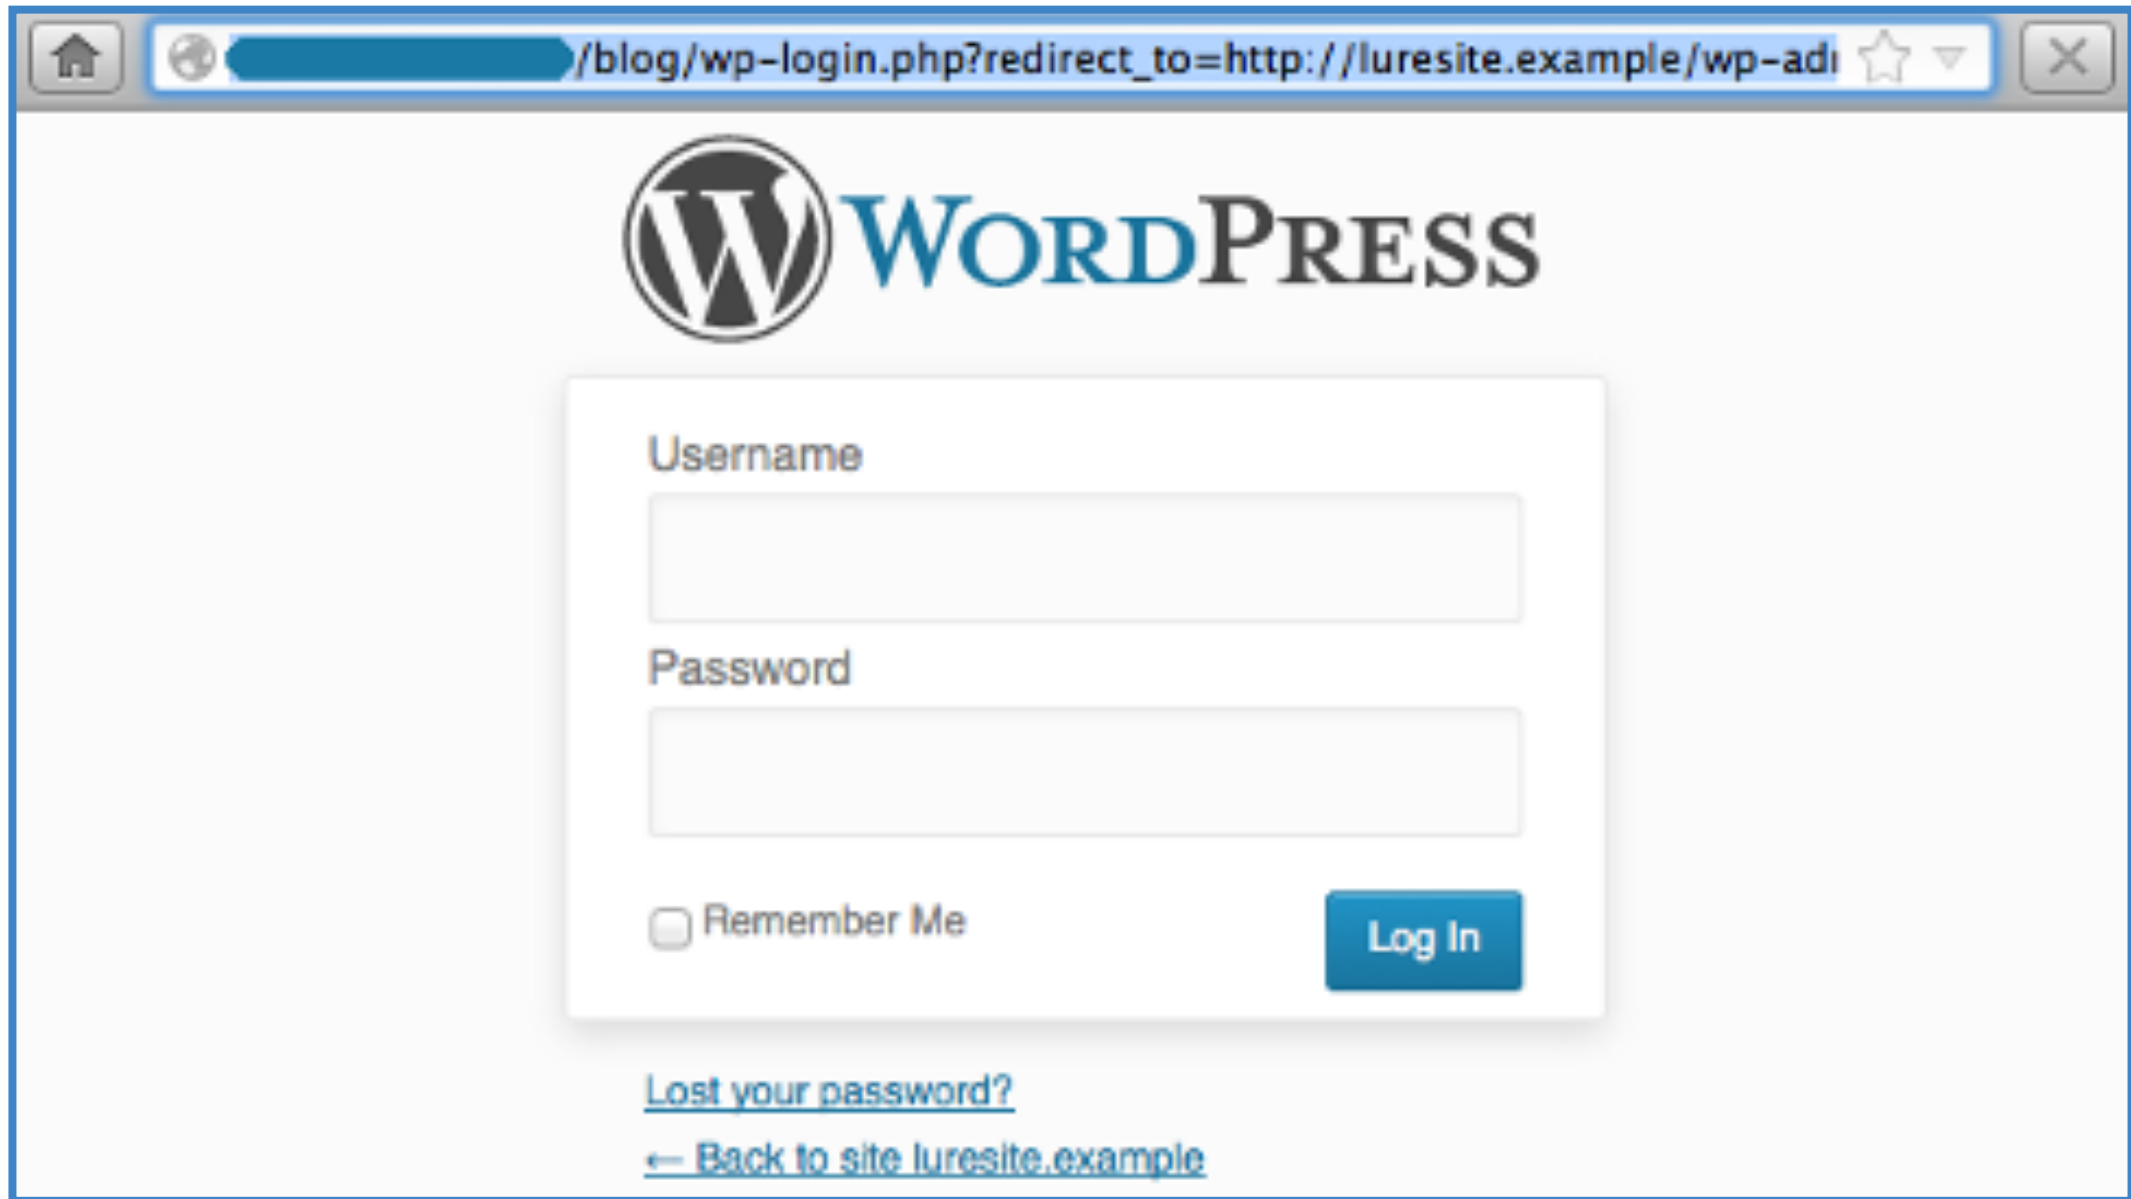 /blog/wp-login.php?redirect_to=http://luresite.example/wp-adı
WORDPRESS
Username
Password
Remember Me
Log In
Lost your password?
← Back to site luresite.example